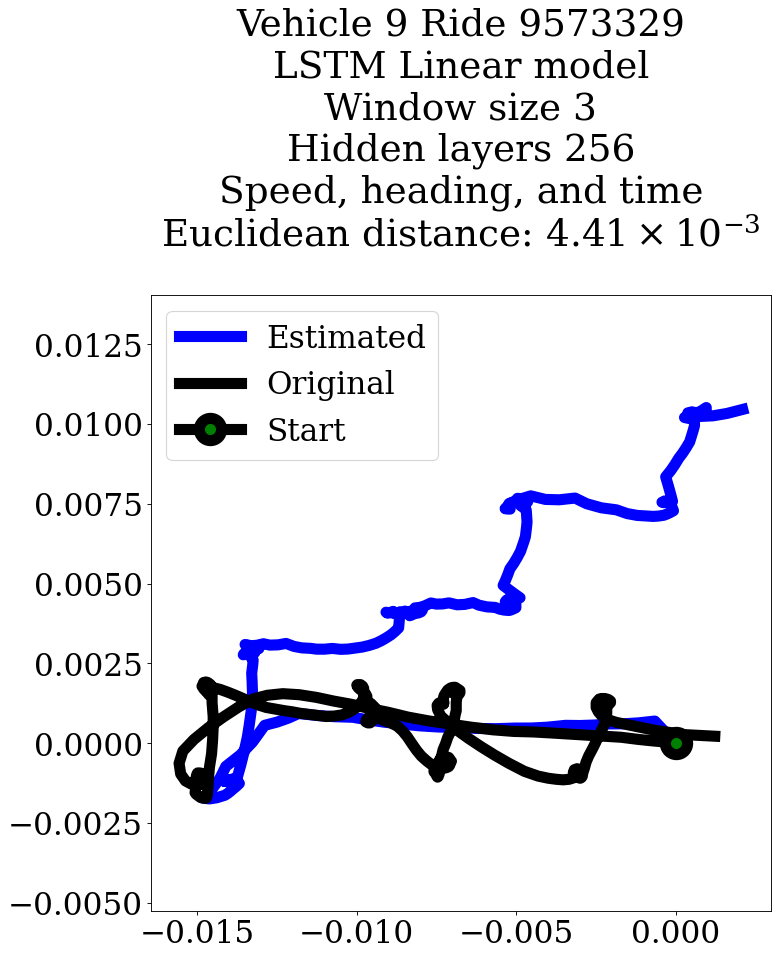 Vehicle 9 Ride 9573329
LSTM Linear model
Window size 3
Hidden layers 256
Speed, heading, and time
Euclidean distance: 4.41 × 10⁻³
Estimated
Original
Start
0.0125
0.0100
0.0075
0.0050
0.0025
0.0000
−0.0025
−0.0050
−0.015 −0.010 −0.005 0.000